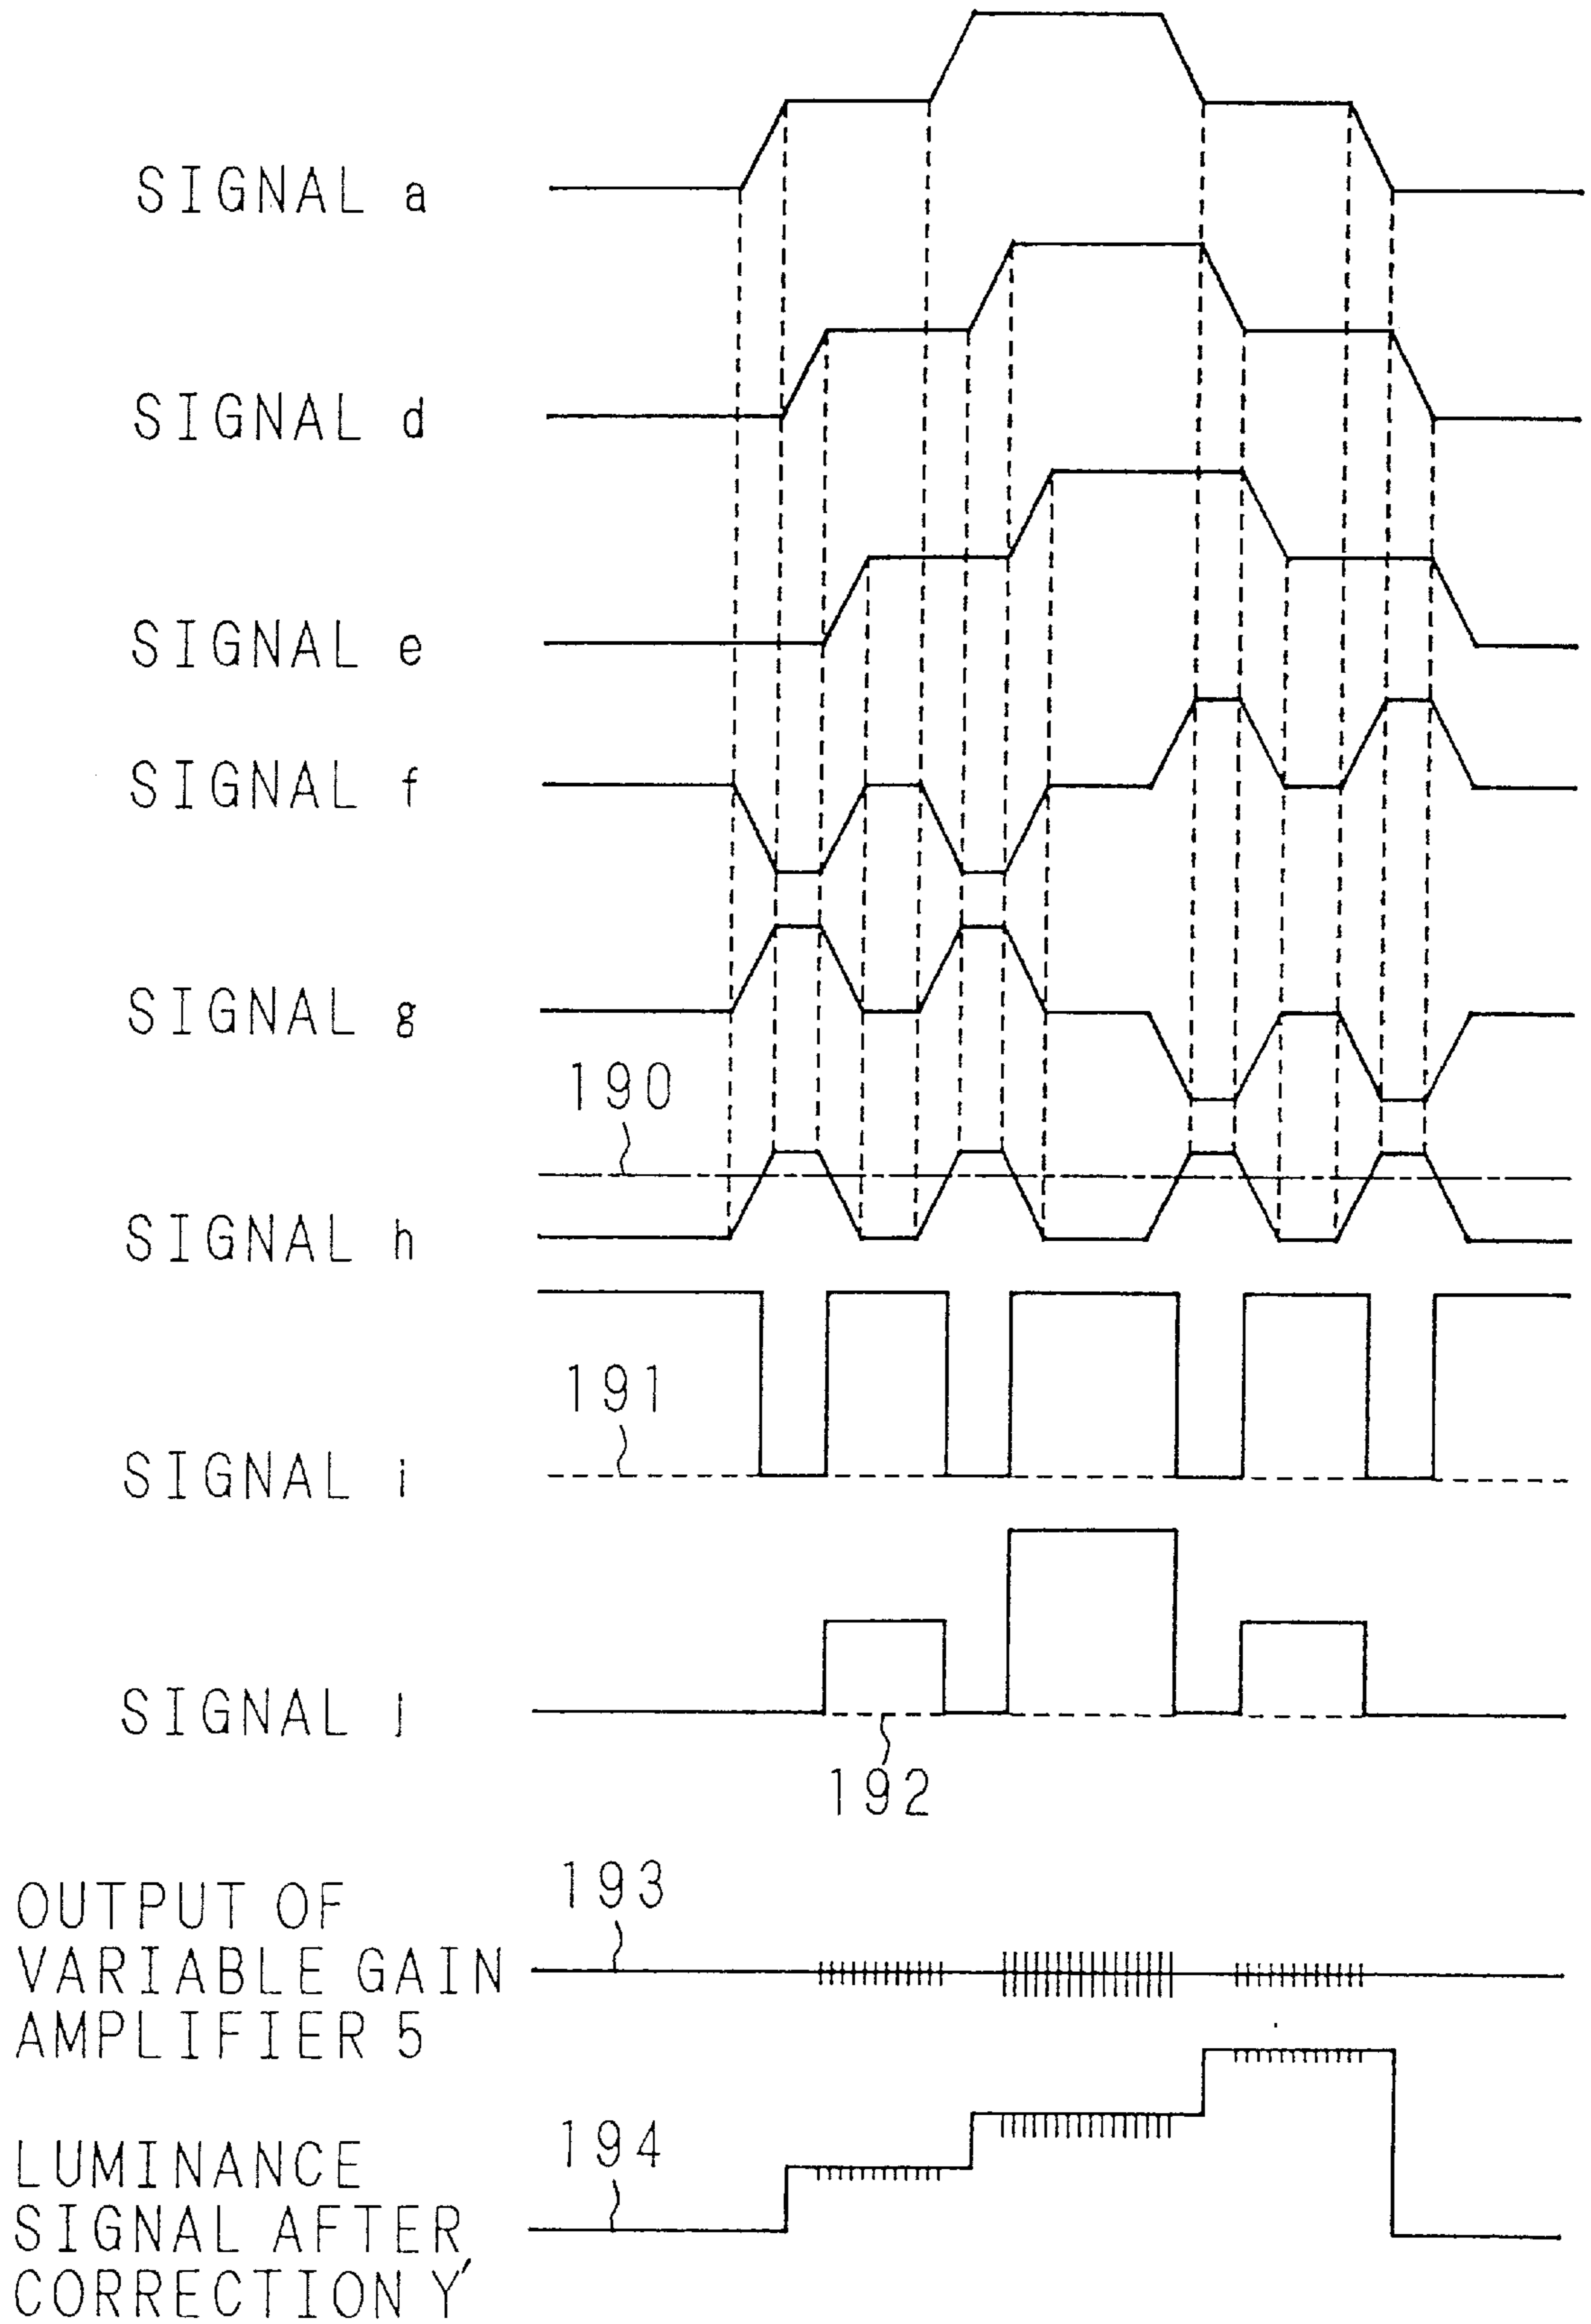 SIGNAL a
SIGNAL d
SIGNAL e
SIGNAL f
SIGNAL g
190
SIGNAL h
191
SIGNAL i
SIGNAL j
192
193
OUTPUT OF
VARIABLE GAIN
AMPLIFIER 5
194
LUMINANCE
SIGNAL AFTER
CORRECTION Y'